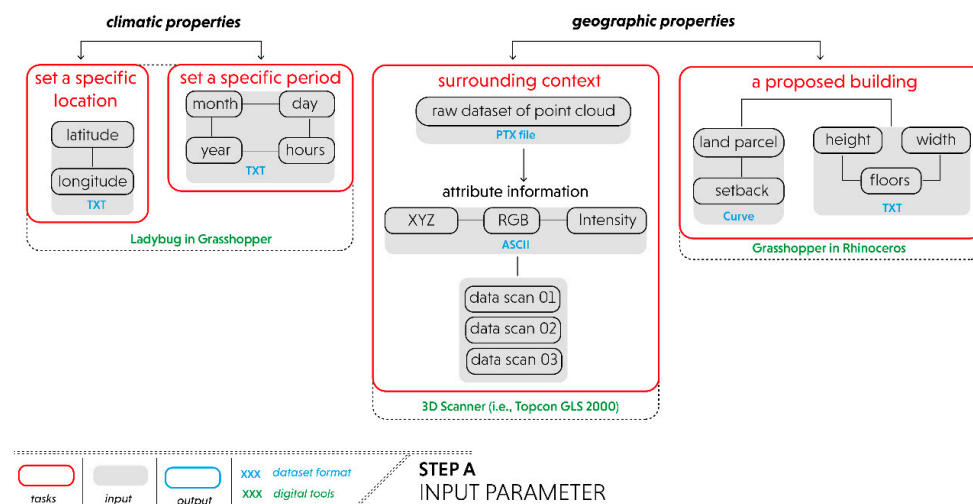 climatic properties
geographic properties
set a specific
location
latitude
longitude
TXT
set a specific period
month
day
year
hours
TXT
Ladybug in Grasshopper
surrounding context
raw dataset of point cloud
PTX file
attribute information
XYZ
RGB
Intensity
ASCII
data scan 01
data scan 02
data scan 03
3D Scanner (i.e., Topcon GLS 2000)
a proposed building
land parcel
setback
Curve
height
width
floors
TXT
Grasshopper in Rhinoceros
tasks
input
output
XXX dataset format
XXX digital tools
STEP A
INPUT PARAMETER